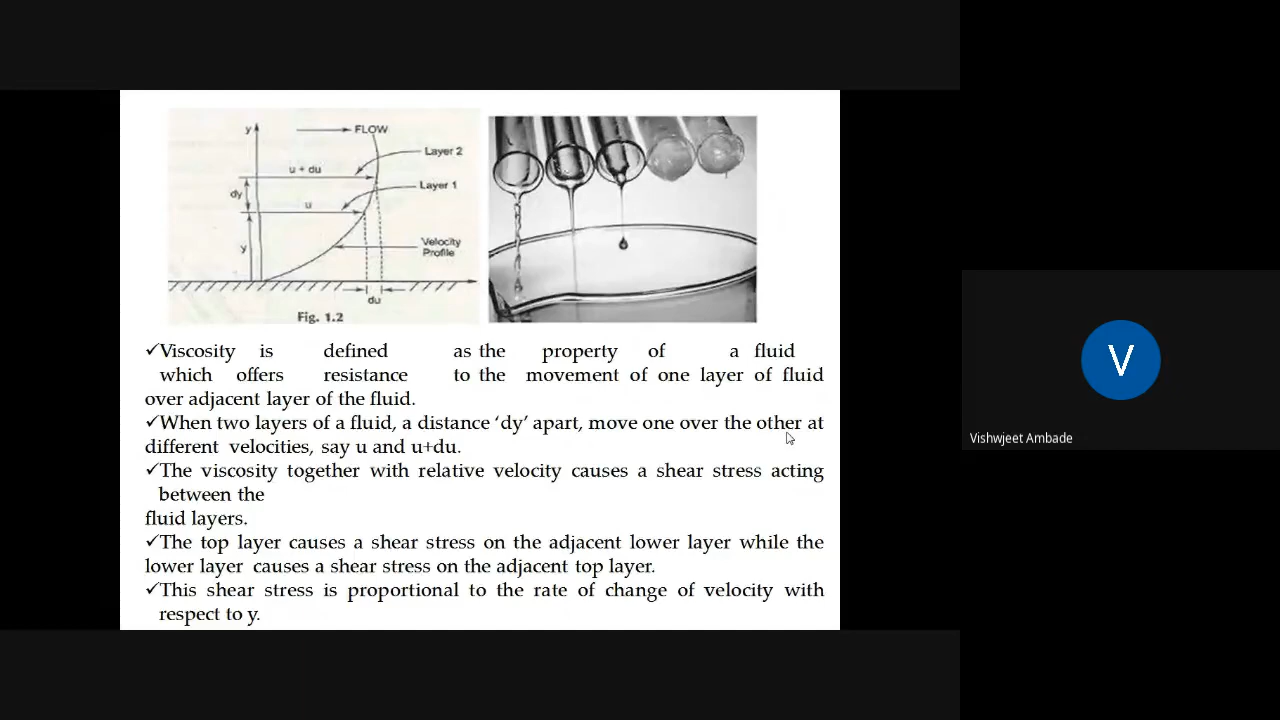 y
FLOW
Layer 2
u + du
Layer 1
dy
u
y
Velocity
Profile
du
Fig. 1.2
✓Viscosity is defined as the property of a fluid
which offers resistance to the movement of one layer of fluid
over adjacent layer of the fluid.
✓When two layers of a fluid, a distance ‘dy’ apart, move one over the other at
different velocities, say u and u+du.
✓The viscosity together with relative velocity causes a shear stress acting
between the
fluid layers.
✓The top layer causes a shear stress on the adjacent lower layer while the
lower layer causes a shear stress on the adjacent top layer.
✓This shear stress is proportional to the rate of change of velocity with
respect to y.
V
Vishwjeet Ambade